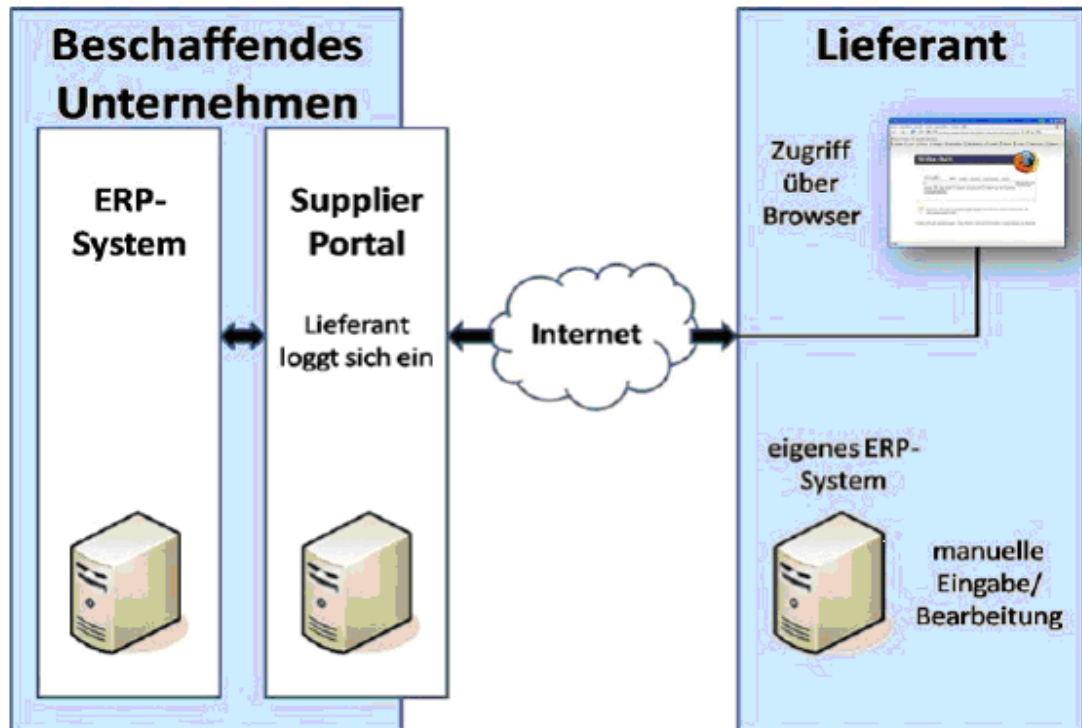 Beschaffendes
Unternehmen
ERP-
System
Supplier
Portal
Lieferant
loggt sich ein
Internet
Lieferant
Zugriff
über
Browser
eigenes ERP-
System
manuelle
Eingabe/
Bearbeitung